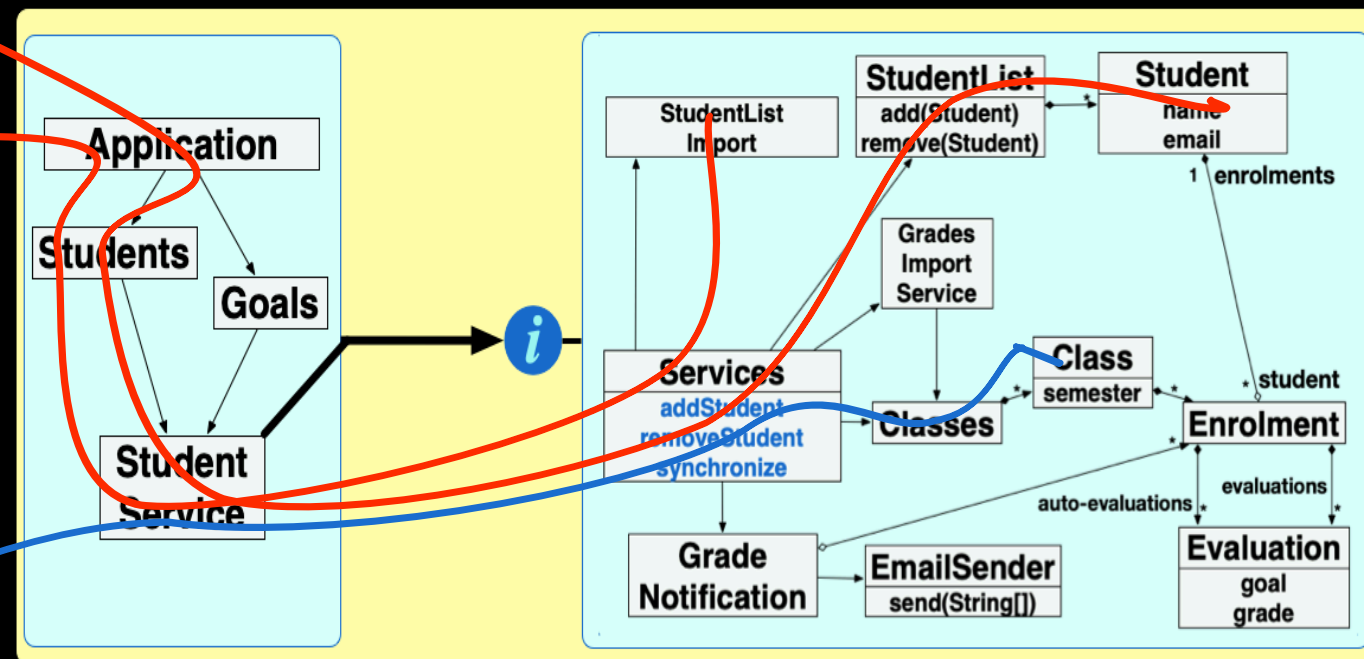 Application
Students
Goals
Student
Service
i
StudentList
Import
StudentList
add(Student)
remove(Student)
*
Student
name
email
1 enrolments
Grades
Import
Service
Services
addStudent
removeStudent
synchronize
Classes
*
Class
semester
*
* student
Enrolment
*
auto-evaluations
*
evaluations
*
Grade
Notification
EmailSender
send(String[])
Evaluation
goal
grade